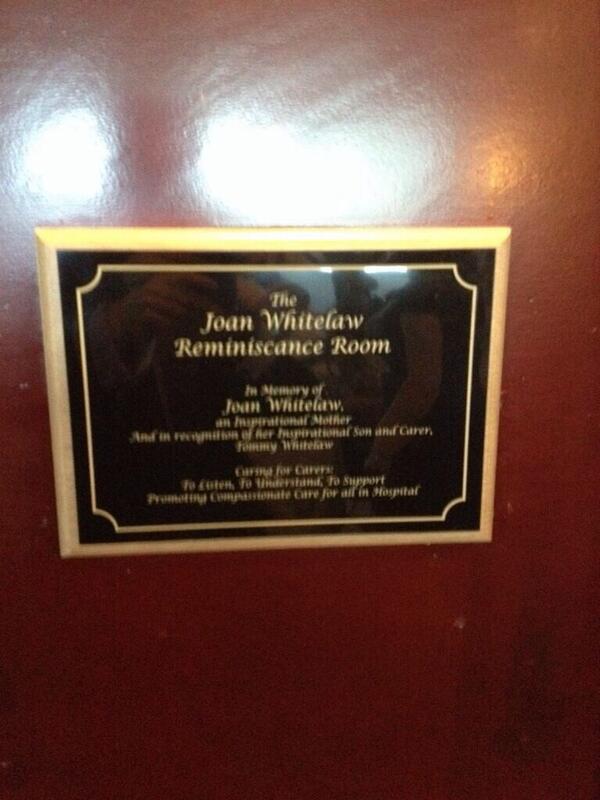 The
Joan Whitelaw
Reminiscance Room
In Memory of
Joan Whitelaw,
an Inspirational Mother
And in recognition of her Inspirational Son and Carer,
Tommy Whitelaw
Caring for Carers:
To Listen, To Understand, To Support
Promoting Compassionate Care for all in Hospital